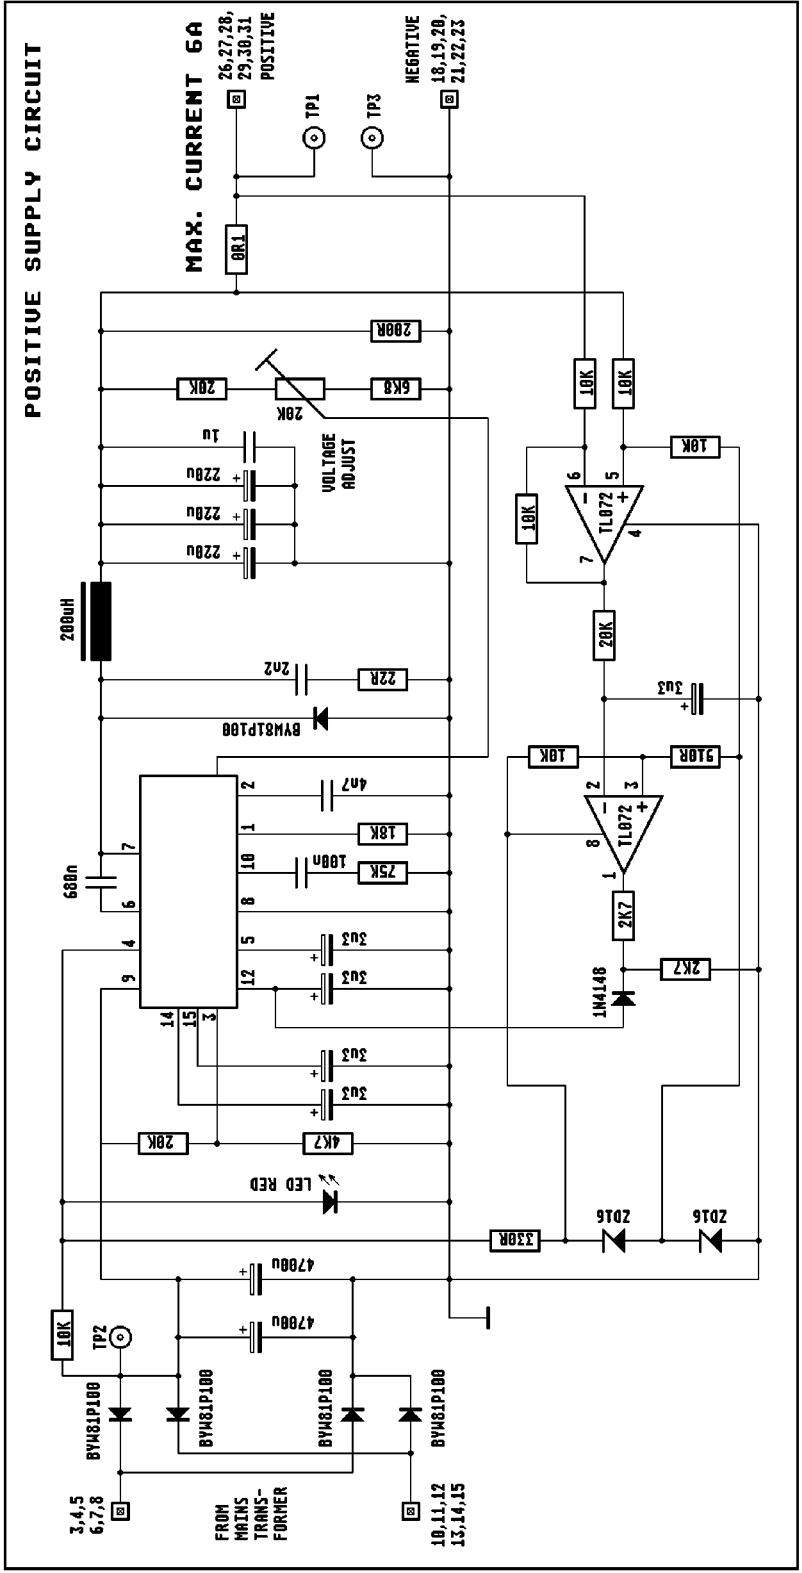 POSITIVE SUPPLY CIRCUIT
MAX. CURRENT 6A
26,27,28,
29,30,31
POSITIVE
NEGATIVE
18,19,20,
21,22,23
TP1
TP3
0R1
200R
20K
20K
6K8
VOLTAGE
ADJUST
1u
220u
220u
220u
200uH
2n2
22R
BYW81P100
680n
7
6
4
9
2
1
10
8
5
12
14
15
3
4n7
18K
100n
75K
3u3
3u3
3u3
3u3
20K
4K7
LED RED
4700u
4700u
10K
TP2
BYW81P100
BYW81P100
BYW81P100
BYW81P100
3,4,5
6,7,8
FROM
MAINS
TRANS-
FORMER
10,11,12
13,14,15
10K
10K
10K
10K
6
5
- +
TL072
7
4
20K
3u3
10K
910R
2
3
- +
TL072
8
1
2K7
2K7
1N4148
330R
ZD16
ZD16